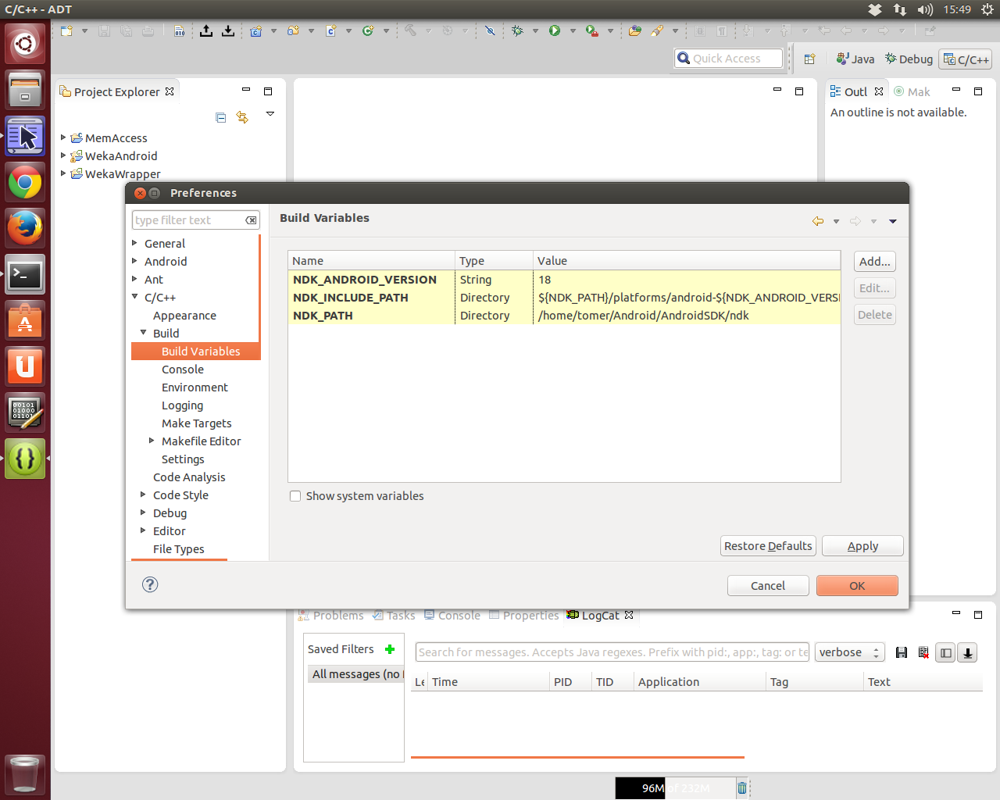 C/C++ - ADT
15:49
Quick Access
Java
Debug
C/C++
Project Explorer
MemAccess
WekaAndroid
WekaWrapper
Outl
Mak
An outline is not available.
Preferences
type filter text
General
Android
Ant
C/C++
Appearance
Build
Build Variables
Console
Environment
Logging
Make Targets
Makefile Editor
Settings
Code Analysis
Code Style
Debug
Editor
File Types
Build Variables
Name Type Value
NDK_ANDROID_VERSION String 18
NDK_INCLUDE_PATH Directory ${NDK_PATH}/platforms/android-${NDK_ANDROID_VERSI
NDK_PATH Directory /home/tomer/Android/AndroidSDK/ndk
Add...
Edit...
Delete
Show system variables
Restore Defaults
Apply
Cancel
OK
Problems
Tasks
Console
Properties
LogCat
Saved Filters
All messages (no
Search for messages. Accepts Java regexes. Prefix with pid:, app:, tag: or te
verbose
Le Time PID TID Application Tag Text
96M of 232M